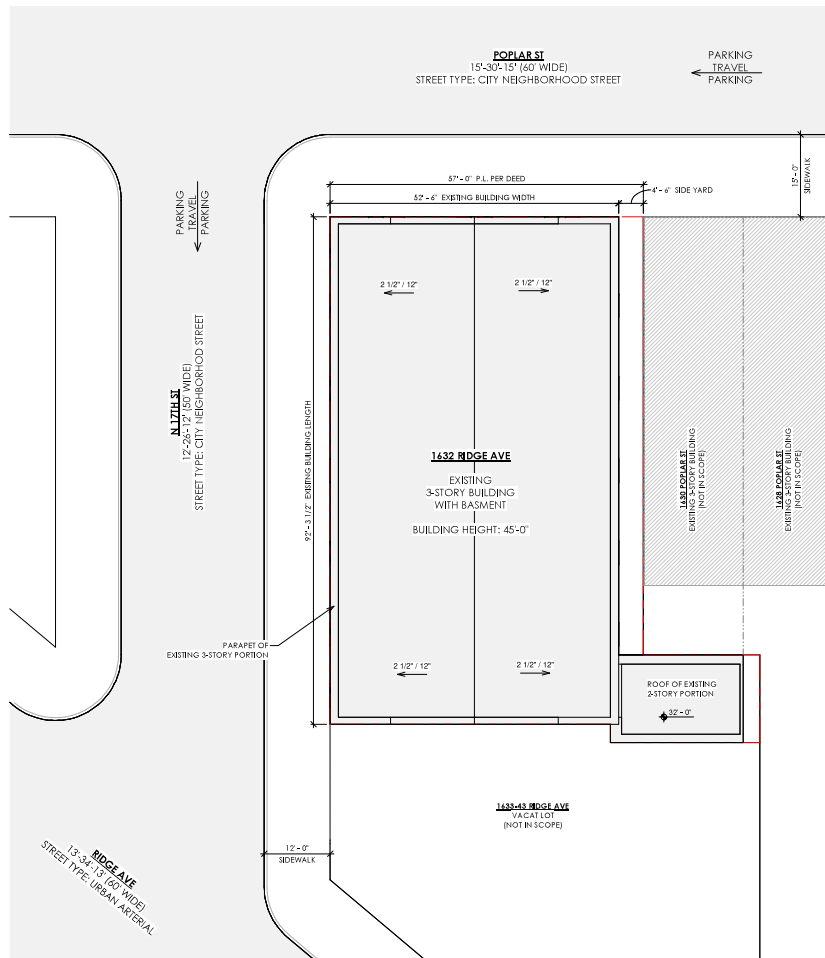 POPLAR ST
15'-30'-15' (60' WIDE)
STREET TYPE: CITY NEIGHBORHOOD STREET
PARKING
TRAVEL
PARKING
57' - 0" P.L. PER DEED
52' - 6" EXISTING BUILDING WIDTH
4' - 6" SIDE YARD
15' - 0"
SIDEWALK
PARKING
TRAVEL
PARKING
2 1/2" / 12"
2 1/2" / 12"
N 17TH ST
12'-26'-12' (50' WIDE)
STREET TYPE: CITY NEIGHBORHOD STREET
92' - 3 1/2" EXISTING BUILDING LENGTH
1632 RIDGE AVE
EXISTING
3-STORY BUILDING
WITH BASMENT
BUILDING HEIGHT: 45'-0"
1630 POPLAR ST
EXISTING 3-STORY BUILDING
(NOT IN SCOPE)
1628 POPLAR ST
EXISTING 3-STORY BUILDING
(NOT IN SCOPE)
PARAPET OF
EXISTING 3-STORY PORTION
2 1/2" / 12"
2 1/2" / 12"
ROOF OF EXISTING
2-STORY PORTION
32' - 0"
1633-43 RIDGE AVE
VACAT LOT
(NOT IN SCOPE)
12' - 0"
SIDEWALK
RIDGE AVE
13'-34'-13' (60' WIDE)
STREET TYPE: URBAN ARTERIAL